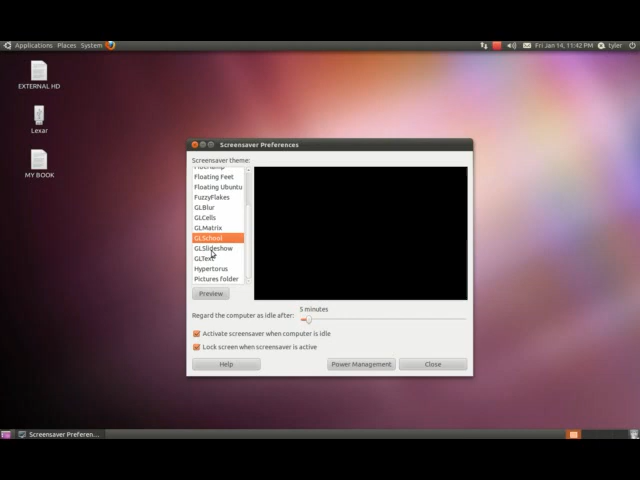 Applications Places System
Fri Jan 14, 11:42 PM tyler
EXTERNAL HD
Lexar
MY BOOK
Screensaver Preferences
Screensaver theme:
Floating Feet
Floating Ubuntu
FuzzyFlakes
GLBlur
GLCells
GLMatrix
GLSchool
GLSlideshow
GLText
Hypertorus
Pictures folder
Preview
5 minutes
Regard the computer as idle after:
Activate screensaver when computer is idle
Lock screen when screensaver is active
Help
Power Management
Close
Screensaver Preferen...